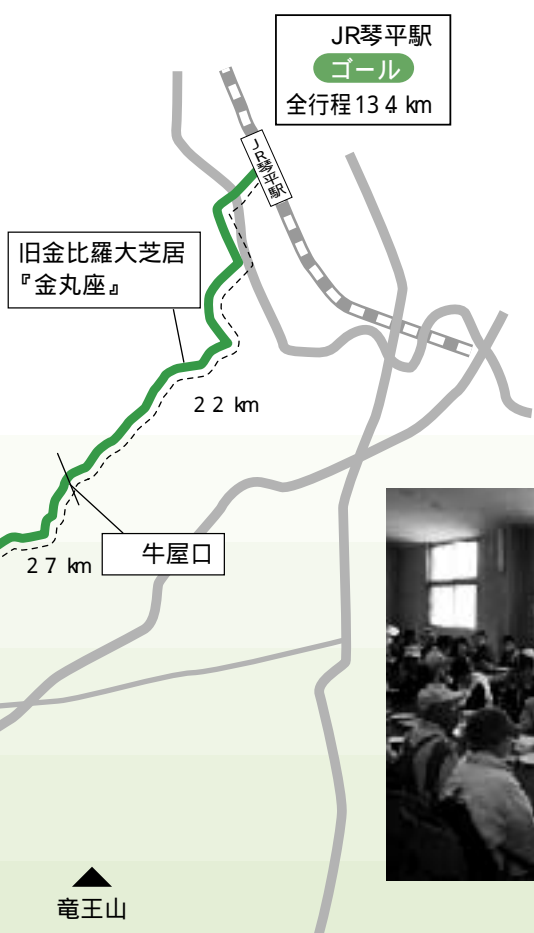 JR琴平駅
ゴール
全行程13 4 km
JR琴平駅
旧金比羅大芝居
『金丸座』
2 2 km
牛屋口
2 7 km
竜王山